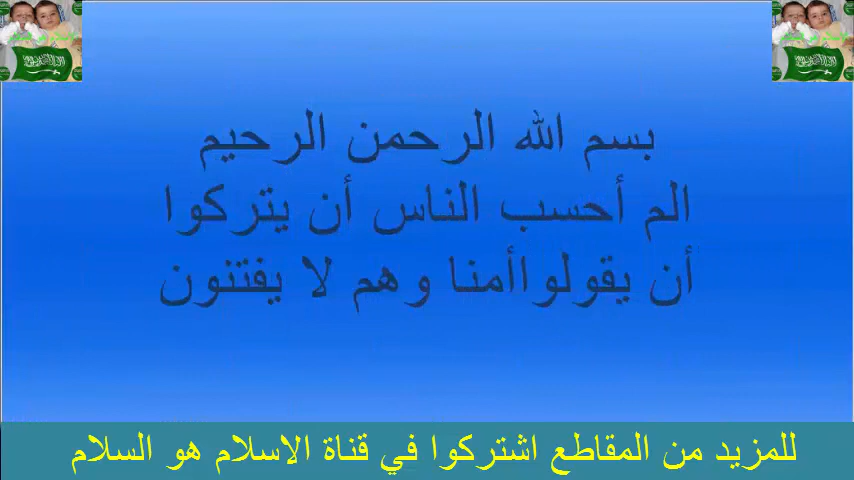 بسم الله الرحمن الرحيم
الم أحسب الناس أن يتركوا
أن يقولواأمنا وهم لا يفتنون
للمزيد من المقاطع اشتركوا في قناة الاسلام هو السلام